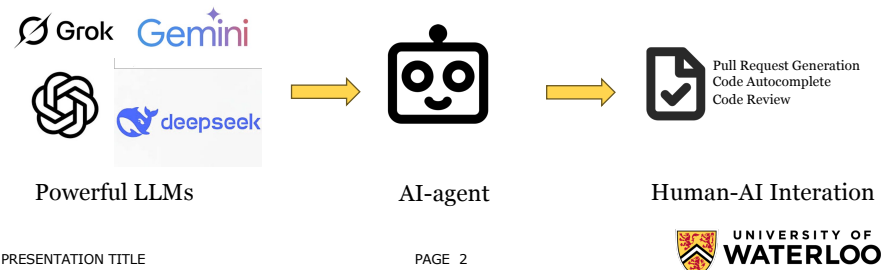 Grok
Gemini
deepseek
Pull Request Generation
Code Autocomplete
Code Review
Powerful LLMs
AI-agent
Human-AI Interation
PRESENTATION TITLE
PAGE 2
UNIVERSITY OF
WATERLOO